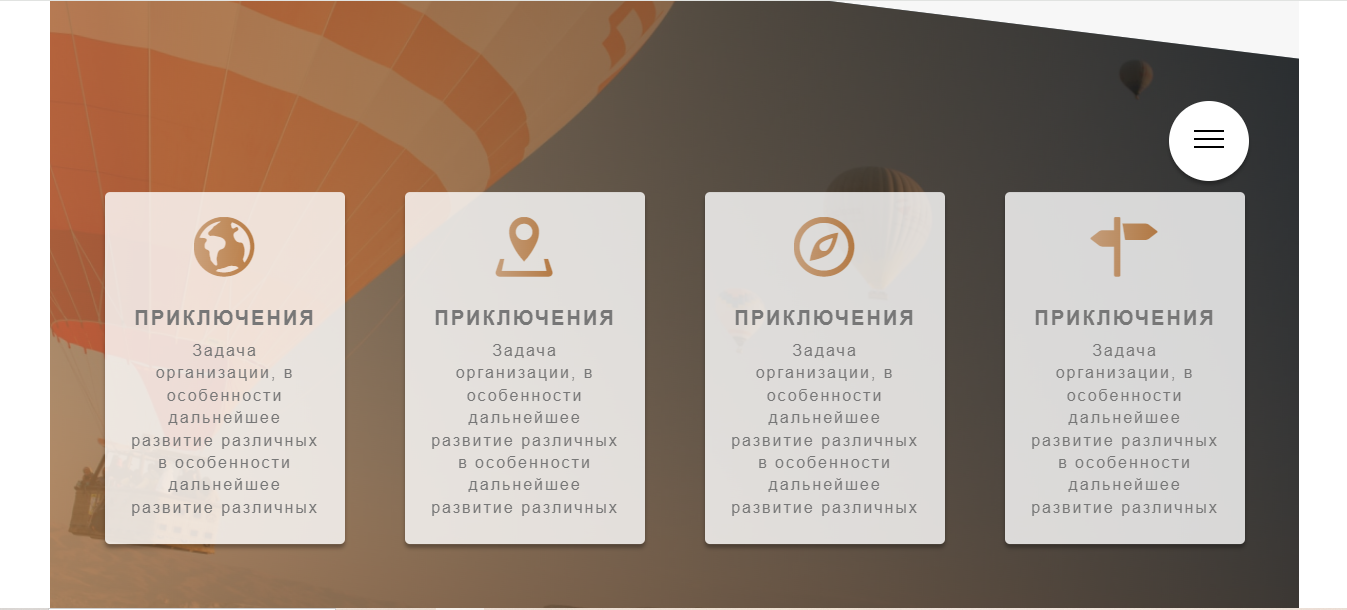 ПРИКЛЮЧЕНИЯ
Задача
организации, в
особенности
дальнейшее
развитие различных
в особенности
дальнейшее
развитие различных
ПРИКЛЮЧЕНИЯ
Задача
организации, в
особенности
дальнейшее
развитие различных
в особенности
дальнейшее
развитие различных
ПРИКЛЮЧЕНИЯ
Задача
организации, в
особенности
дальнейшее
развитие различных
в особенности
дальнейшее
развитие различных
ПРИКЛЮЧЕНИЯ
Задача
организации, в
особенности
дальнейшее
развитие различных
в особенности
дальнейшее
развитие различных